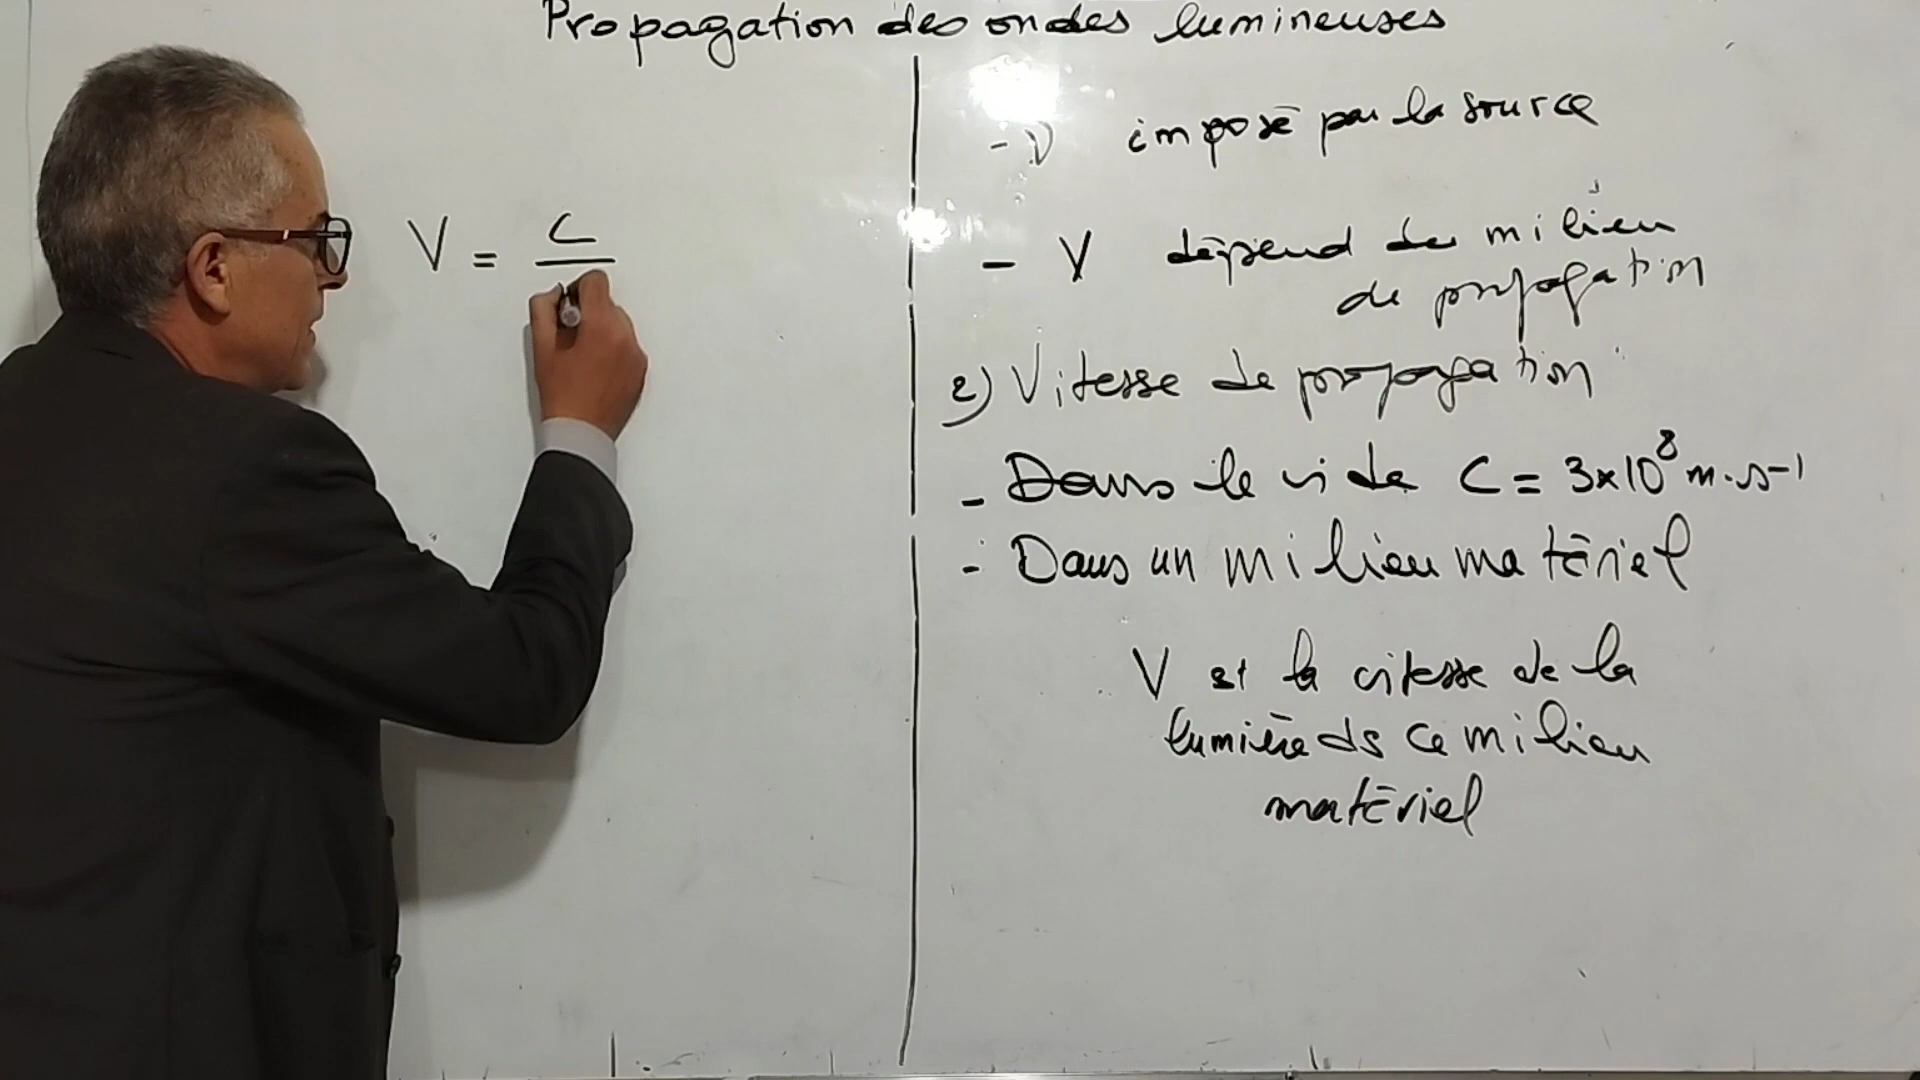 Propagation des ondes lumineuses
V = C
- ν imposé par la source
- V dépend du milieu
de propagation
2) Vitesse de propagation
- Dans le vide C = 3×10⁸ m.s⁻¹
- Dans un milieu matériel
V est la vitesse de la
lumière ds ce milieu
matériel